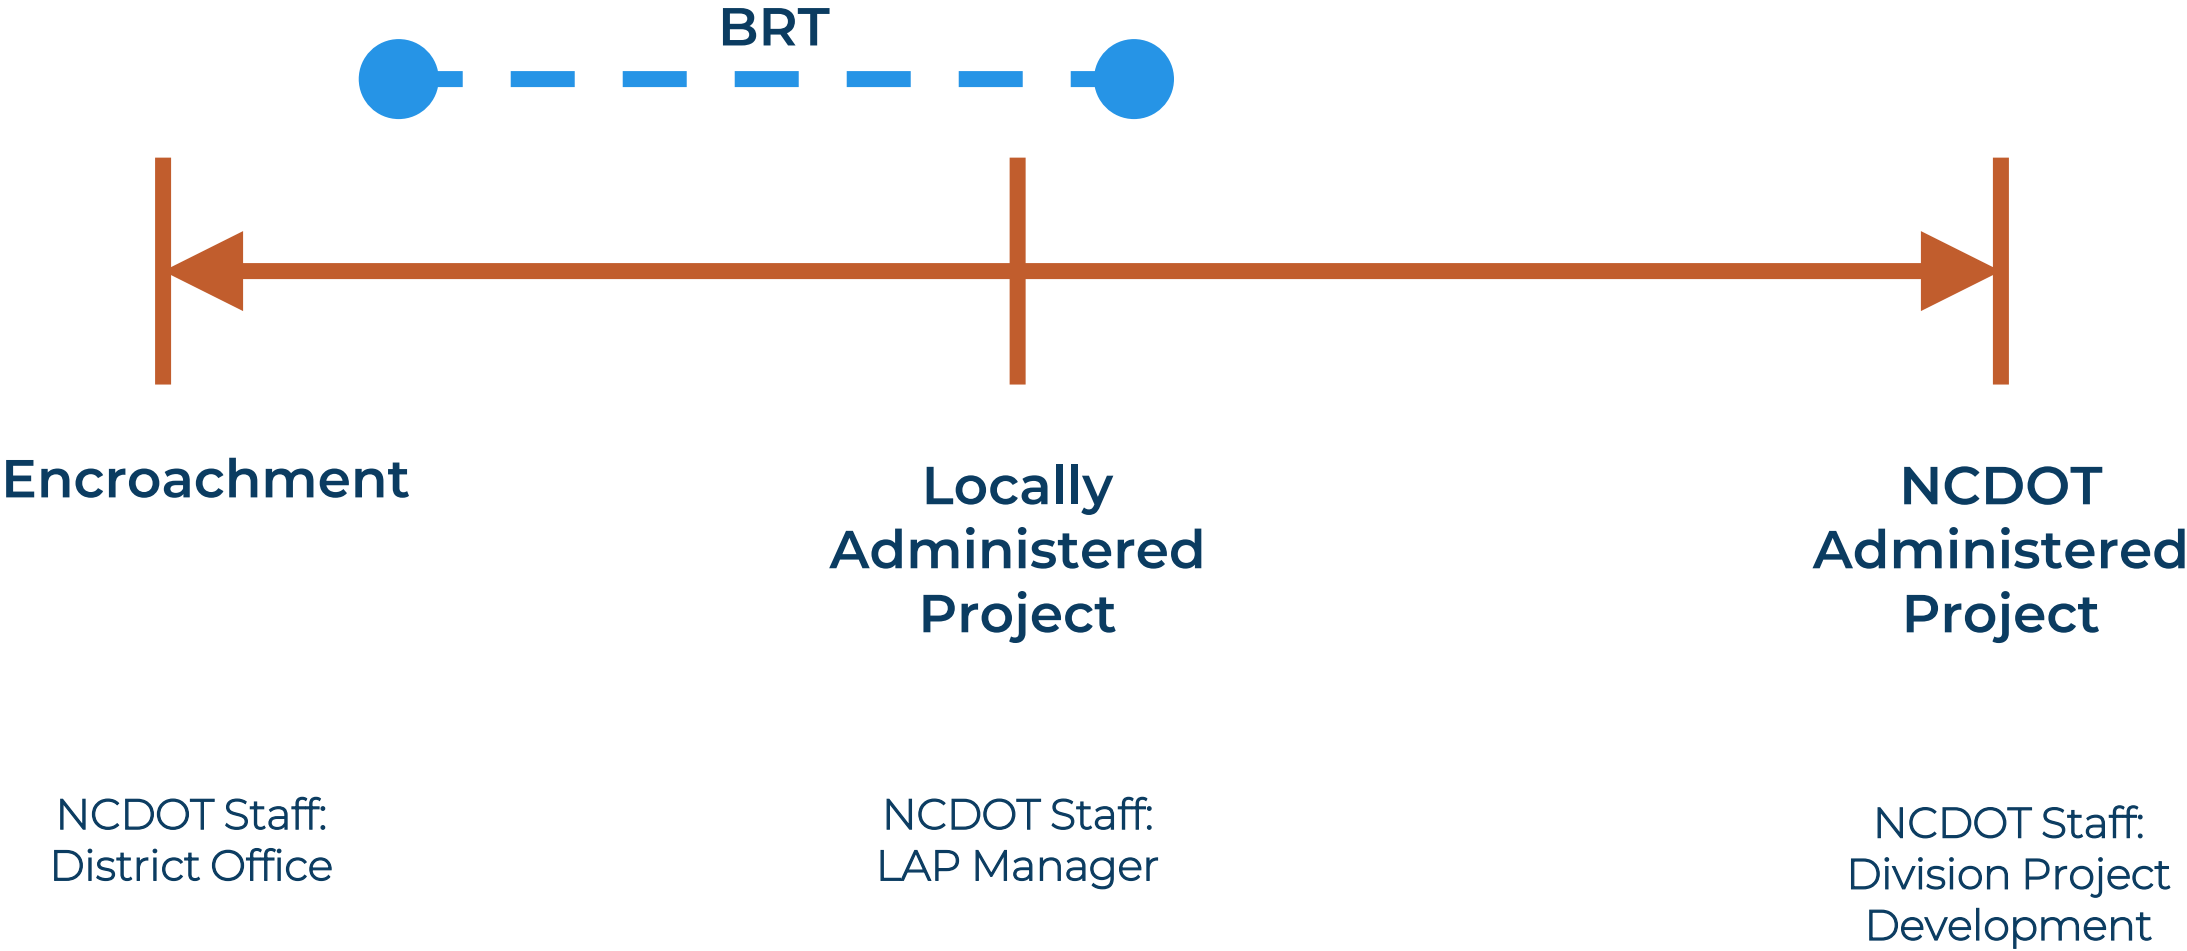 BRT
Encroachment
Locally
Administered
Project
NCDOT
Administered
Project
NCDOT Staff:
District Office
NCDOT Staff:
LAP Manager
NCDOT Staff:
Division Project
Development